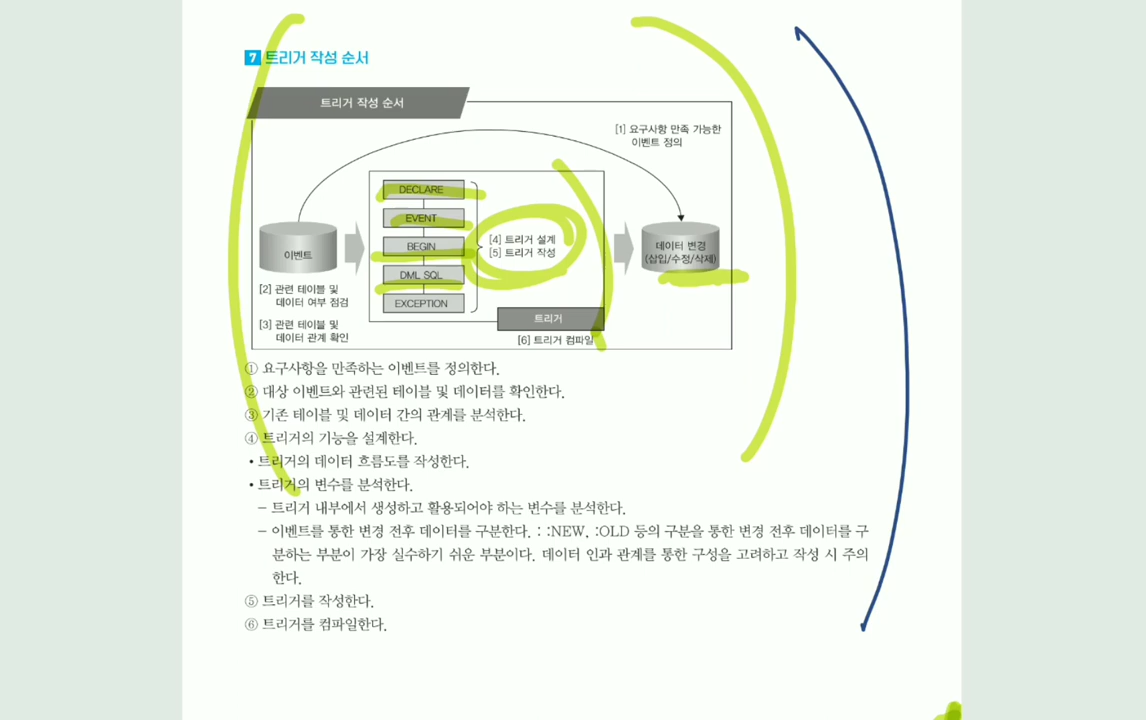 7 트리거 작성 순서
트리거 작성 순서
[1] 요구사항 만족 가능한
이벤트 정의
이벤트
[2] 관련 테이블 및
데이터 여부 점검
[3] 관련 테이블 및
데이터 관계 확인
DECLARE
EVENT
BEGIN
DML SQL
EXCEPTION
[4] 트리거 설계
[5] 트리거 작성
트리거
[6] 트리거 컴파일
데이터 변경
(삽입/수정/삭제)
① 요구사항을 만족하는 이벤트를 정의한다.
② 대상 이벤트와 관련된 테이블 및 데이터를 확인한다.
③ 기존 테이블 및 데이터 간의 관계를 분석한다.
④ 트리거의 기능을 설계한다.
• 트리거의 데이터 흐름도를 작성한다.
• 트리거의 변수를 분석한다.
– 트리거 내부에서 생성하고 활용되어야 하는 변수를 분석한다.
– 이벤트를 통한 변경 전후 데이터를 구분한다. : :NEW, :OLD 등의 구분을 통한 변경 전후 데이터를 구
분하는 부분이 가장 실수하기 쉬운 부분이다. 데이터 인과 관계를 통한 구성을 고려하고 작성 시 주의
한다.
⑤ 트리거를 작성한다.
⑥ 트리거를 컴파일한다.